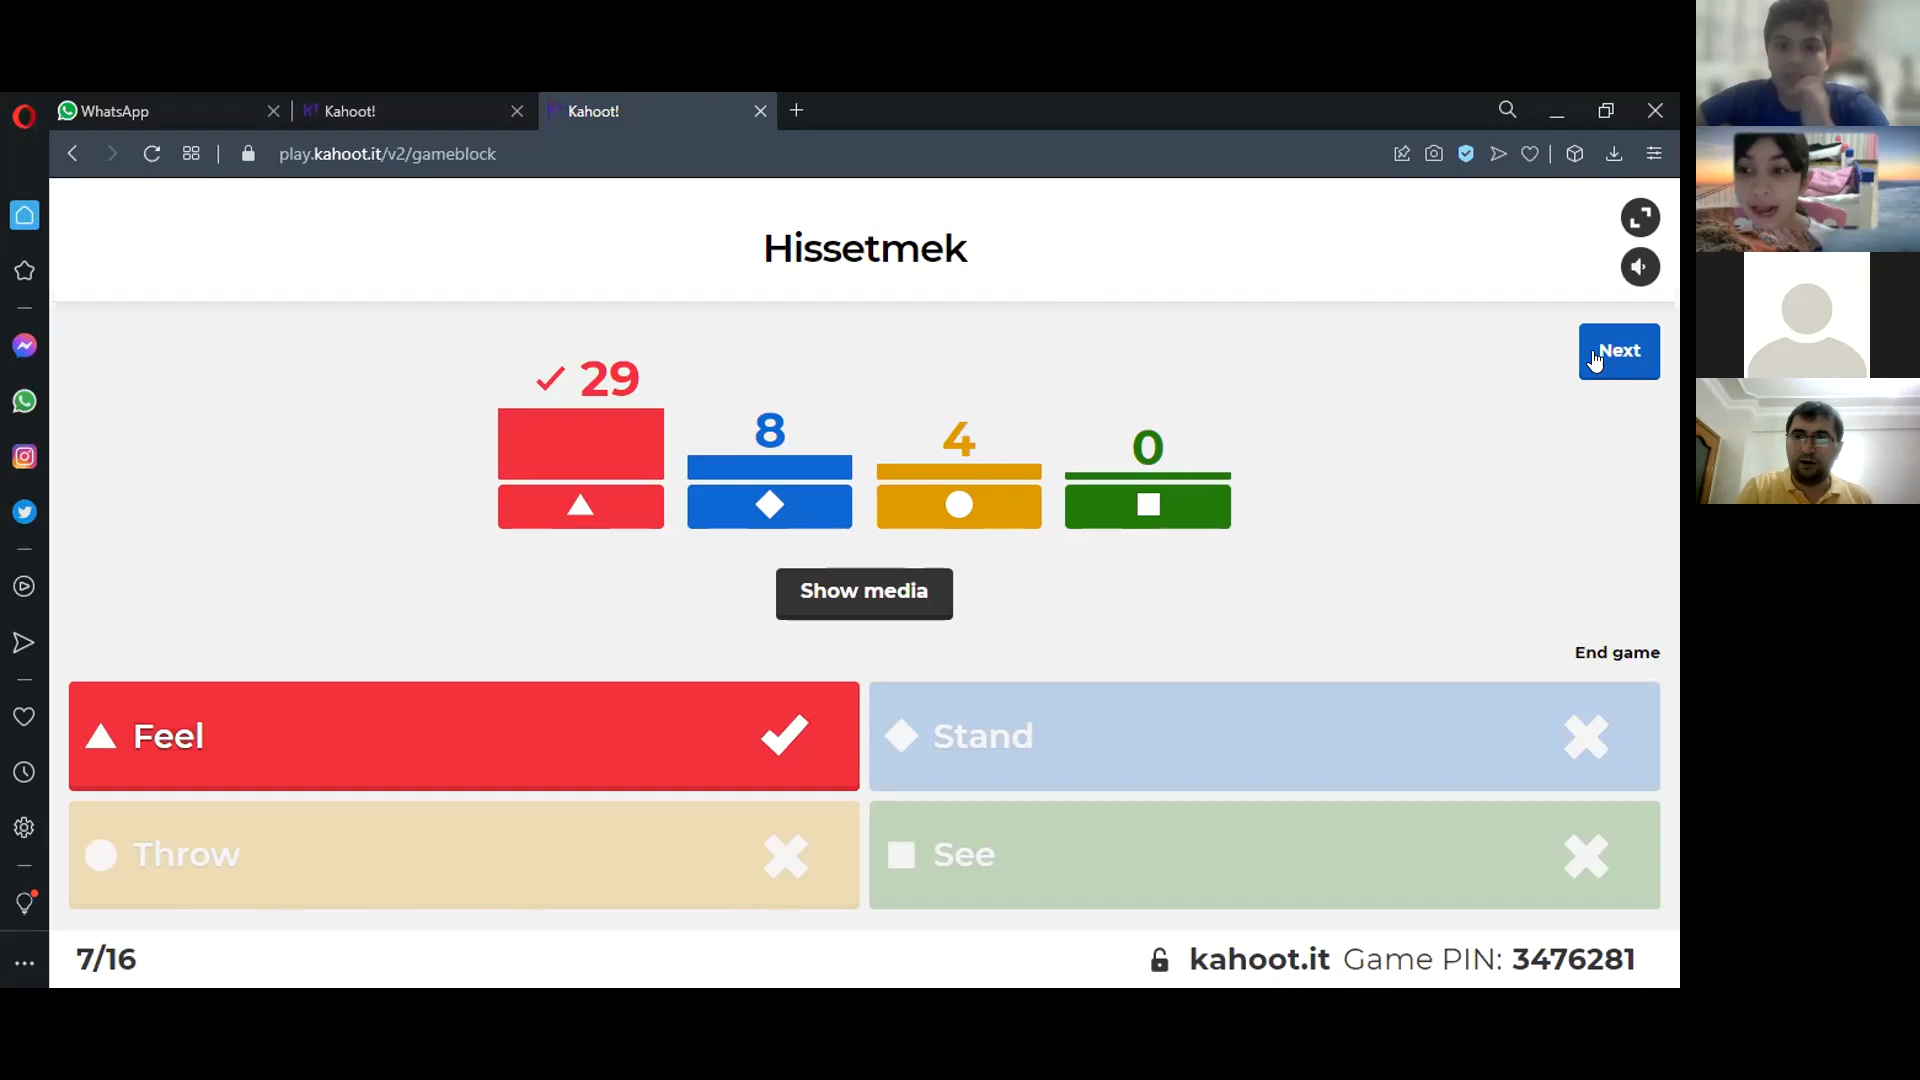 WhatsApp
Kahoot!
Kahoot!
play.kahoot.it/v2/gameblock
Hissetmek
Next
29
8
4
0
Show media
End game
Feel
Stand
Throw
See
7/16
kahoot.it Game PIN: 3476281